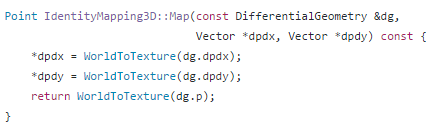 Point IdentityMapping3D::Map(const DifferentialGeometry &dg,
Vector *dpdx, Vector *dpdy) const {
*dpdx = WorldToTexture(dg.dpdx);
*dpdy = WorldToTexture(dg.dpdy);
return WorldToTexture(dg.p);
}